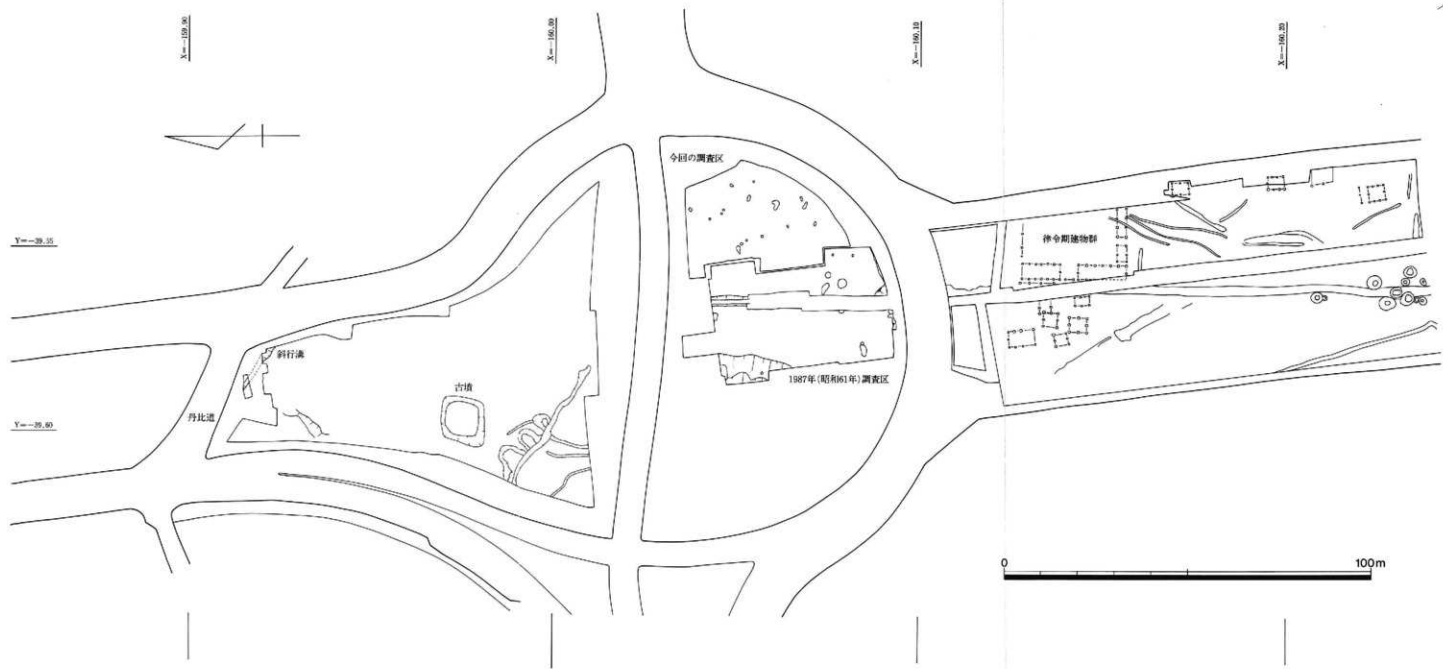 X=-159,90
X=-160,00
X=-160,10
X=-160,20
今回の調査区
Y=-39,55
律令期建物群
斜行溝
古墳
1987年(昭和61年)調査区
丹比道
Y=-39,60
0
100m